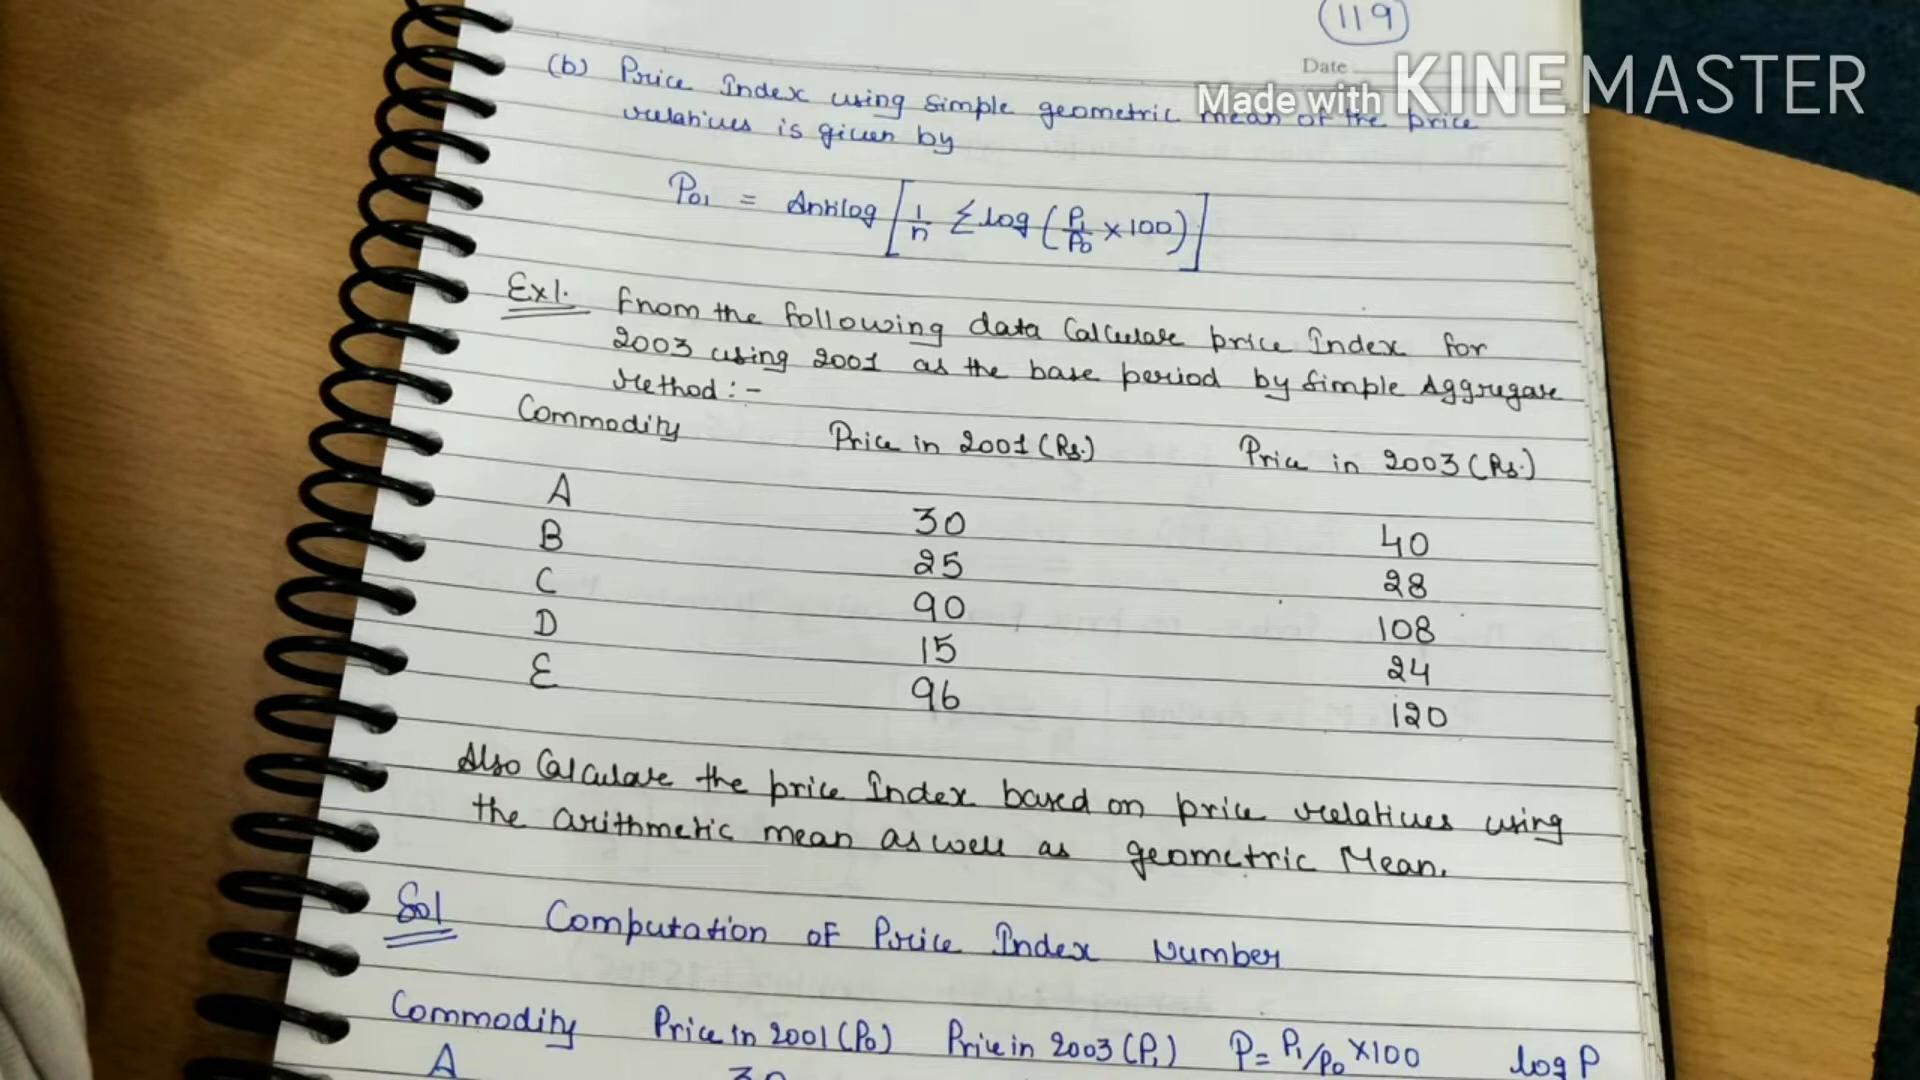 119
Date
Made with KINEMASTER
(b) Price Index using simple geometric mean of the price
relatives is given by
P01 = Antilog [1/n Σ log (P1/P0 × 100)]
Ex1. From the following data Calculate price Index for
2003 using 2001 as the base period by Simple Aggregate
Method :-
Commodity Price in 2001 (Rs.) Price in 2003 (Rs.)
A 30 40
B 25 28
C 90 108
D 15 24
E 96 120
Also Calculate the price Index based on price relatives using
the arithmetic mean as well as geometric Mean.
Sol Computation of Price Index Number
Commodity Price in 2001 (P0) Price in 2003 (P1) P = P1/P0 × 100 log P
A 30